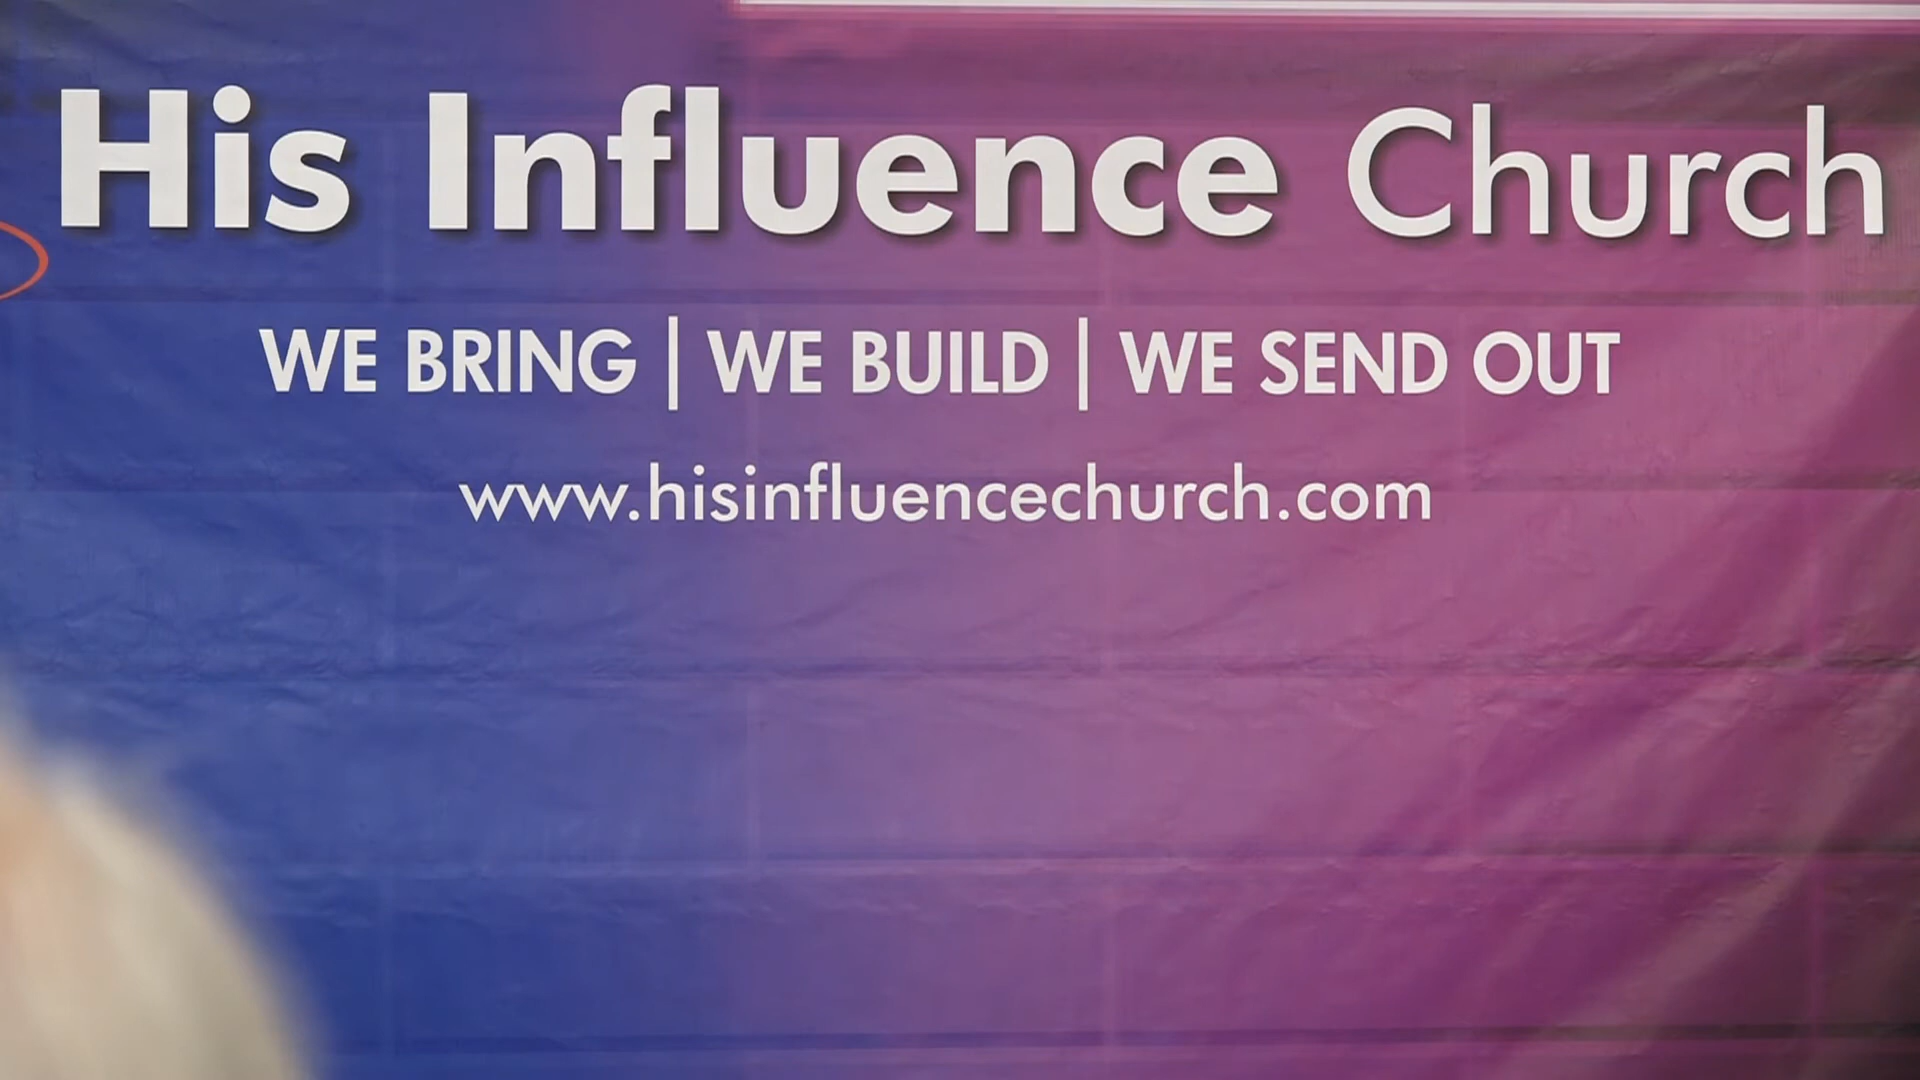 His Influence Church
WE BRING | WE BUILD | WE SEND OUT
www.hisinfluencechurch.com